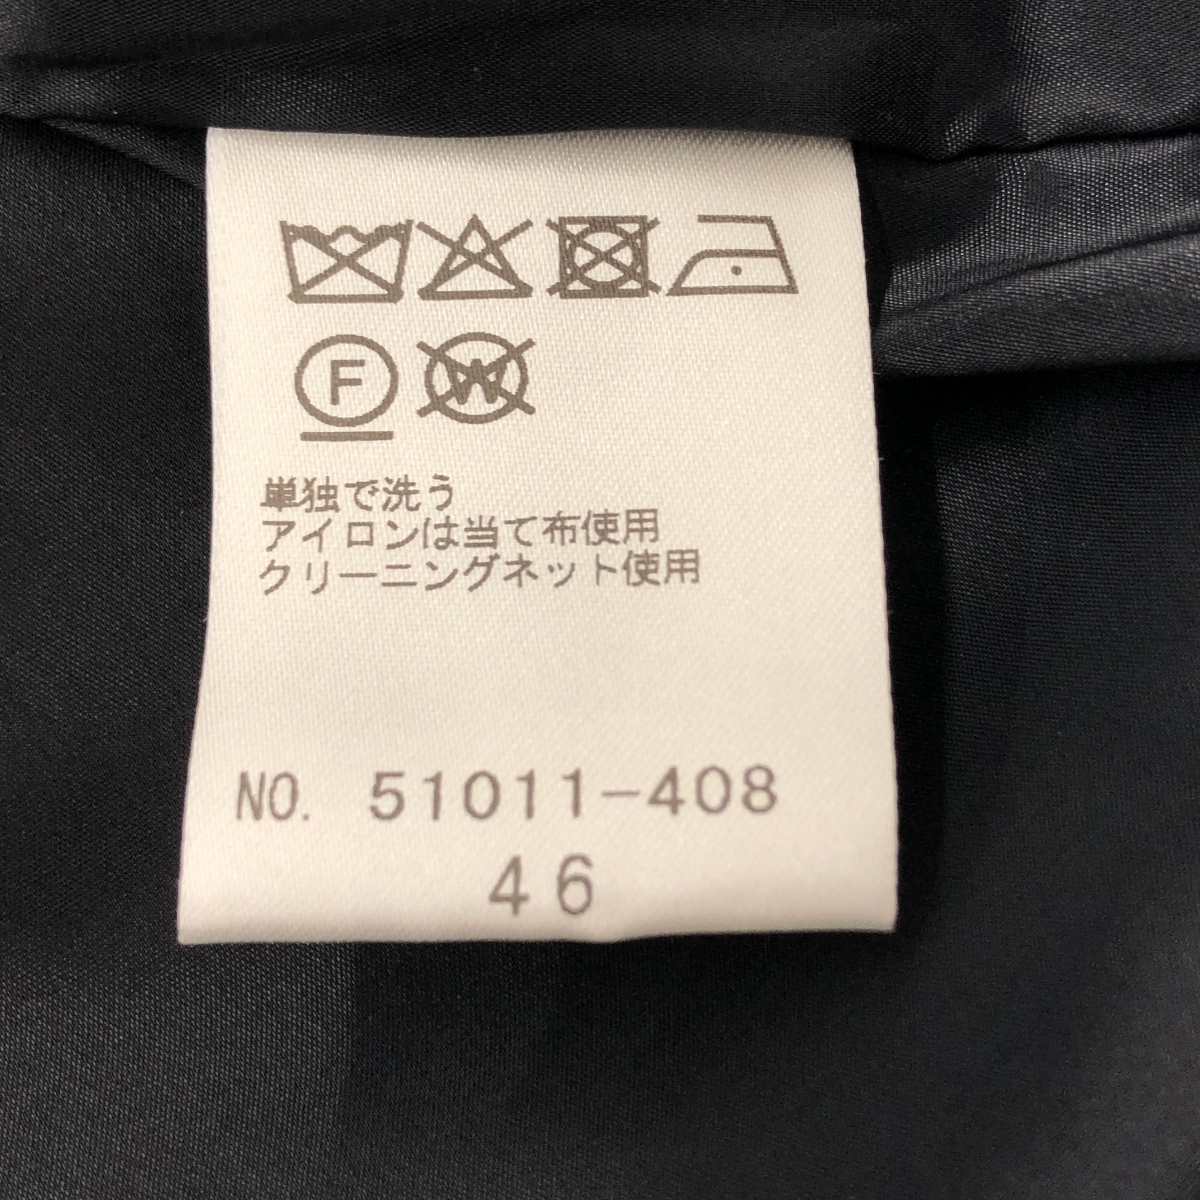 F W
単独で洗う
アイロンは当て布使用
クリーニングネット使用
NO. 51011-408
46